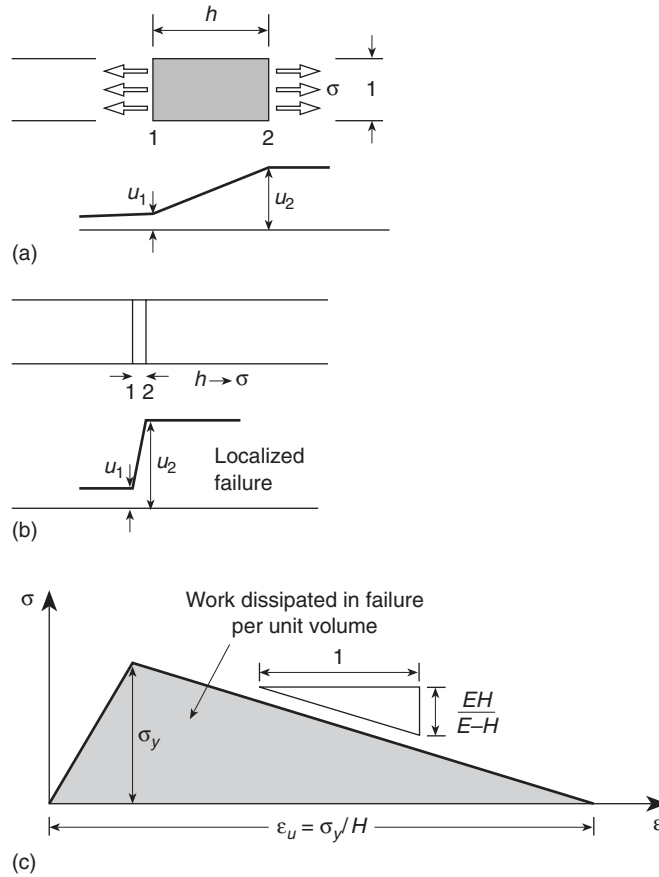 h
σ 1
1 2
u1 u2
(a)
1 2 h → σ
u1 u2 Localized
failure
(b)
σ
Work dissipated in failure
per unit volume
1
EH
E–H
σy
εu = σy/H
ε
(c)